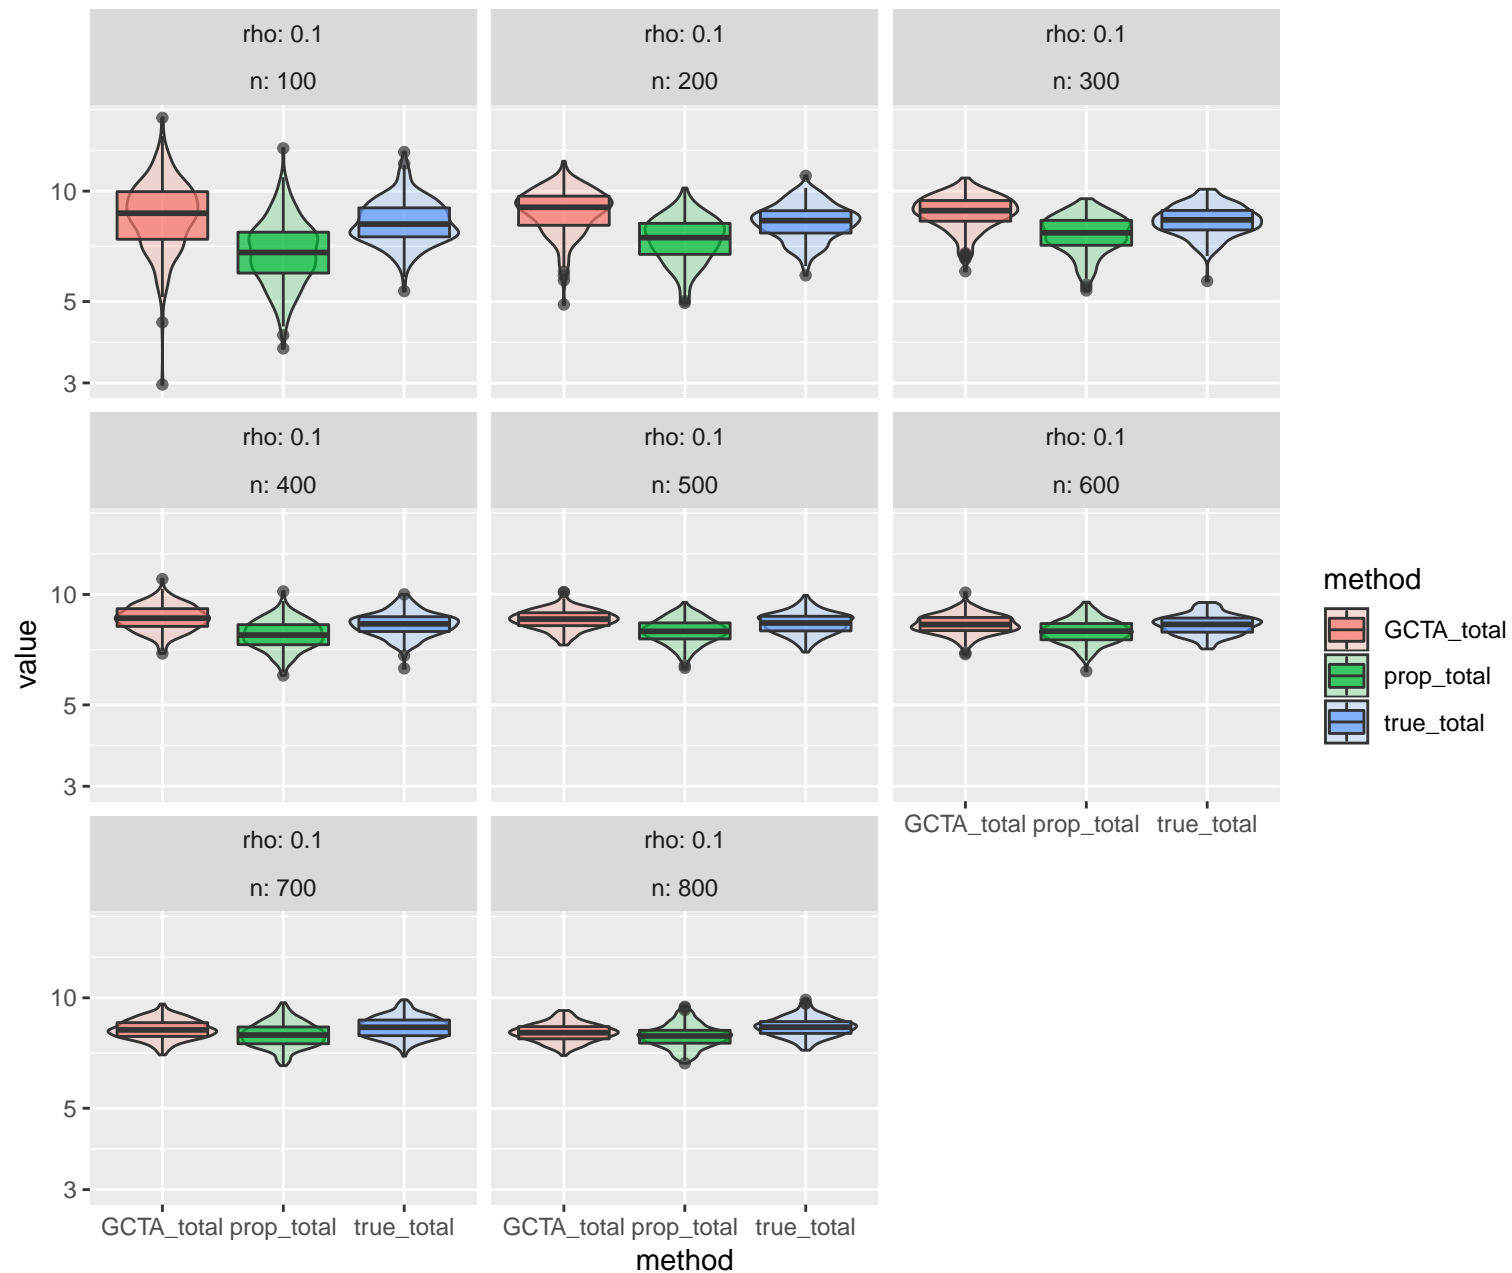 rho: 0.1
n: 100
rho: 0.1
n: 200
rho: 0.1
n: 300
10
5
3
rho: 0.1
n: 400
rho: 0.1
n: 500
rho: 0.1
n: 600
10
5
3
GCTA_total prop_total true_total
rho: 0.1
n: 700
rho: 0.1
n: 800
10
5
3
GCTA_total prop_total true_total
GCTA_total prop_total true_total
method
value
method
GCTA_total
prop_total
true_total